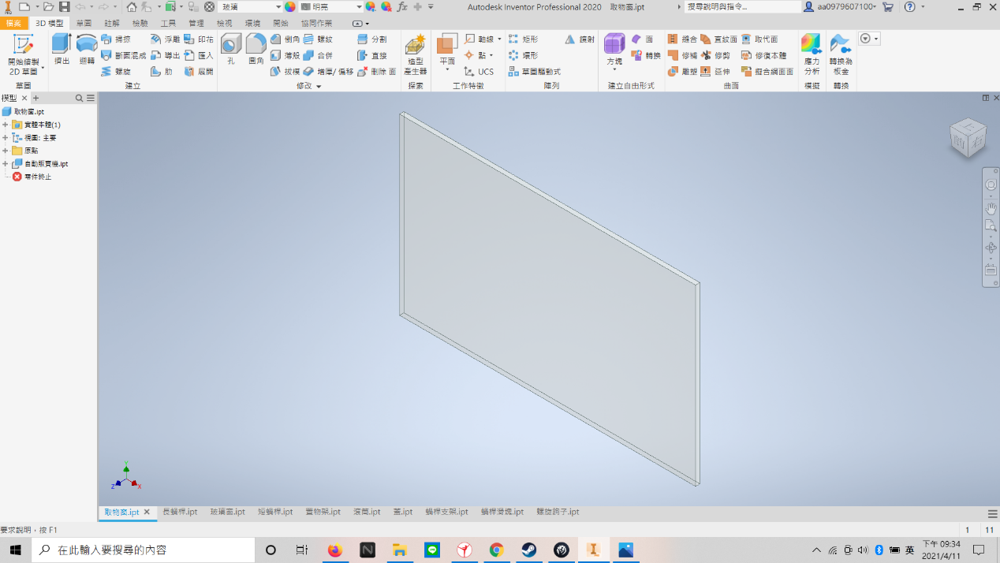 玻璃 明亮 fx Autodesk Inventor Professional 2020 取物窗.ipt 搜尋說明與指令... aa0979607100
檔案 3D 模型 草圖 註解 檢驗 工具 管理 檢視 環境 開始 協同作業
掃掠 浮雕 印花 倒角 螺紋 分割 動線 矩形 鏡射 面 縫合 直紋面 取代面
開始繪製 2D 草圖 擠出 迴轉 斷面混成 導出 匯入 孔 圓角 薄殼 合併 直接 造型產生器 平面 點 環形 方塊 轉換 修補 修剪 修復本體 應力分析 轉換為板金
螺旋 肋 展開 拔模 增厚/偏移 刪除 面 UCS 草圖驅動式 雕塑 延伸 擬合網面面
草圖 建立 修改 探索 工作特徵 陣列 建立自由形式 曲面 模擬 轉換
模型
取物窗.ipt
實體本體(1)
視圖: 主要
原點
自動販賣機.ipt
零件終止
Y
Z X
取物窗.ipt 長蝸桿.ipt 玻璃窗.ipt 短蝸桿.ipt 置物架.ipt 滾筒.ipt 蓋.ipt 蝸桿支架.ipt 蝸桿滑塊.ipt 螺旋鉤子.ipt
要求說明，按 F1 1 11
在此輸入要搜尋的內容 英 下午 09:34
2021/4/11